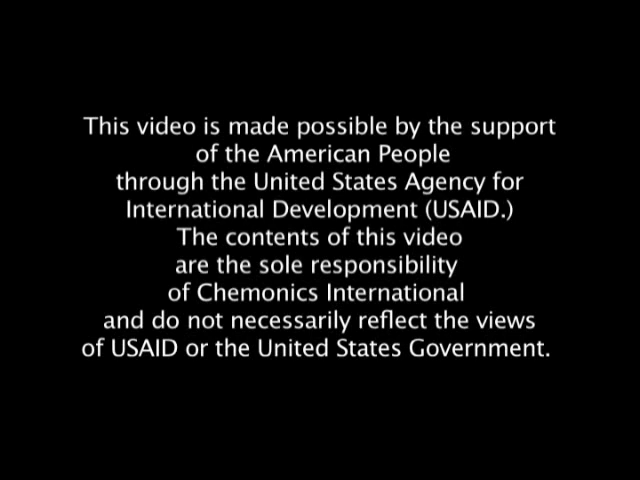 This video is made possible by the support
of the American People
through the United States Agency for
International Development (USAID.)
The contents of this video
are the sole responsibility
of Chemonics International
and do not necessarily reflect the views
of USAID or the United States Government.